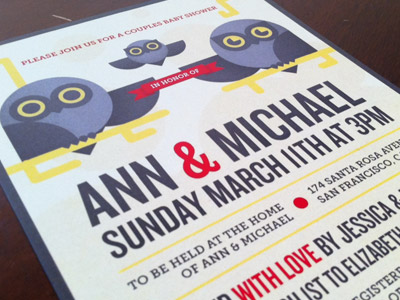 PLEASE JOIN US FOR A COUPLES BABY SHOWER
IN HONOR OF
ANN & MICHAEL
SUNDAY MARCH 11TH AT 3PM
TO BE HELD AT THE HOME
OF ANN & MICHAEL
174 SANTA ROSA AVE
SAN FRANCISCO, C
WITH LOVE BY JESSICA &
LIST TO ELIZABETH
REGISTERED